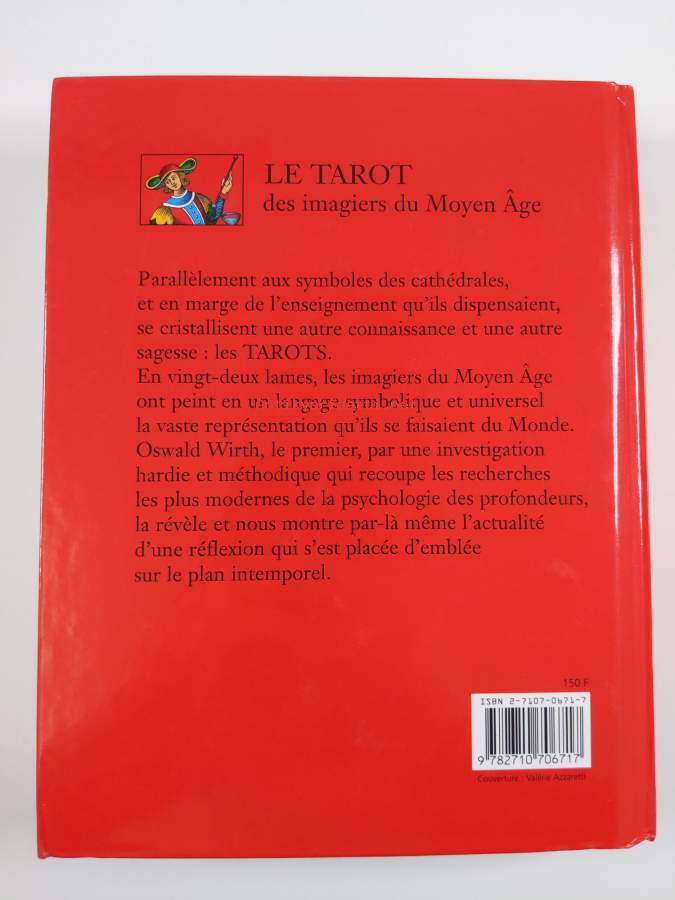 LE TAROT
des imagiers du Moyen Âge
Parallèlement aux symboles des cathédrales,
et en marge de l'enseignement qu'ils dispensaient,
se cristallisent une autre connaissance et une autre
sagesse : les TAROTS.
En vingt-deux lames, les imagiers du Moyen Âge
ont peint en un langage symbolique et universel
la vaste représentation qu'ils se faisaient du Monde.
Oswald Wirth, le premier, par une investigation
hardie et méthodique qui recoupe les recherches
les plus modernes de la psychologie des profondeurs,
la révèle et nous montre par-là même l'actualité
d'une réflexion qui s'est placée d'emblée
sur le plan intemporel.
150 F
ISBN 2-7107-0671-7
9 782710 706717
Couverture : Valérie Azzaretti